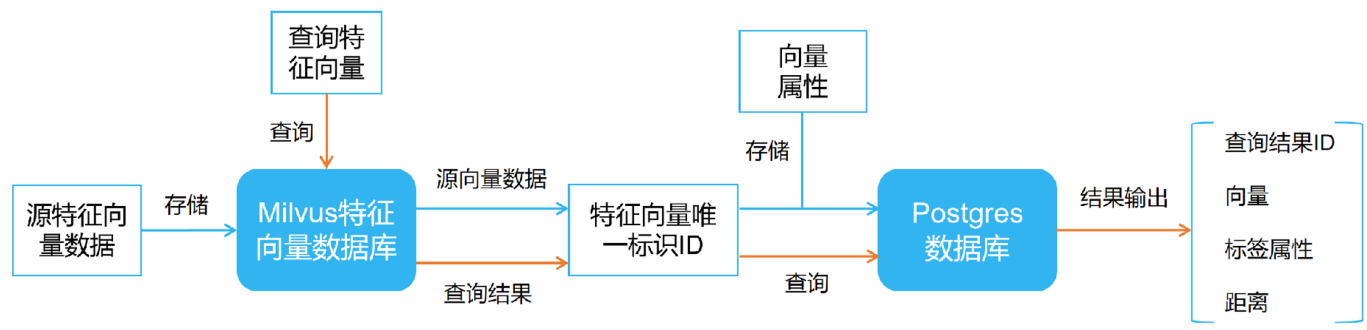 查询特
征向量
向量
属性
查询
存储
查询结果ID
源向量数据
存储
源特征向
量数据
Milvus特征
向量数据库
特征向量唯
一标识ID
Postgres
数据库
结果输出
向量
标签属性
查询结果
查询
距离